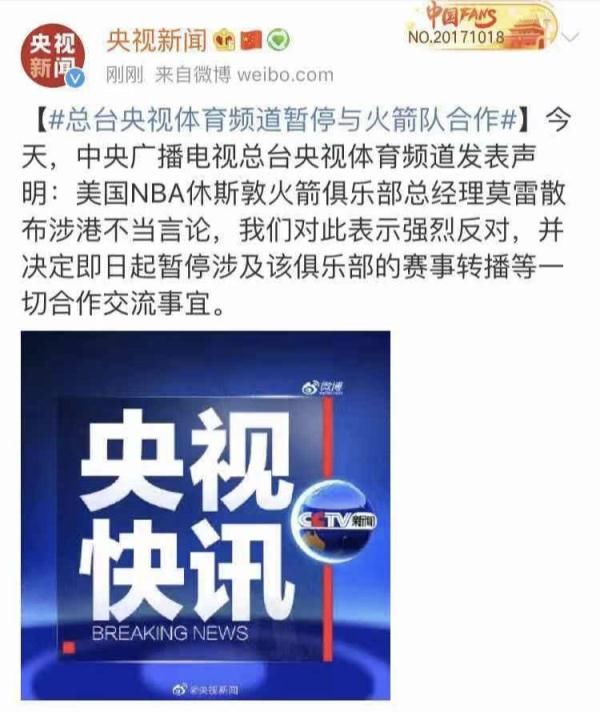 央视新闻
中国FANS
NO.20171018
刚刚 来自微博 weibo.com
【#总台央视体育频道暂停与火箭队合作#】今
天，中央广播电视总台央视体育频道发表声
明：美国NBA休斯敦火箭俱乐部总经理莫雷散
布涉港不当言论，我们对此表示强烈反对，并
决定即日起暂停涉及该俱乐部的赛事转播等一
切合作交流事宜。
微博
央视
快讯
CCTV新闻
BREAKING NEWS
@央视新闻
央视
新闻